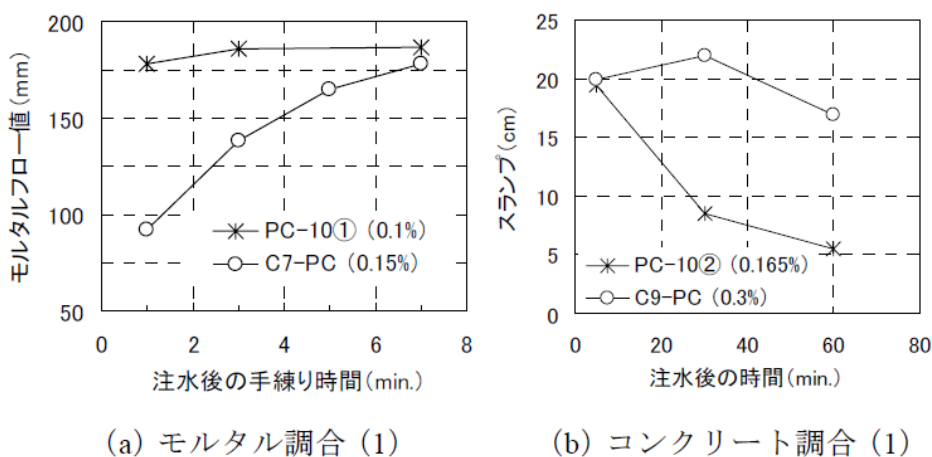 モルタルフロー値(mm)
200
150
100
50
PC-10① (0.1%)
C7-PC (0.15%)
0 2 4 6 8
注水後の手練り時間(min.)
(a) モルタル調合 (1)
スランプ(cm)
25
20
15
10
5
0
PC-10② (0.165%)
C9-PC (0.3%)
0 20 40 60 80
注水後の時間(min.)
(b) コンクリート調合 (1)